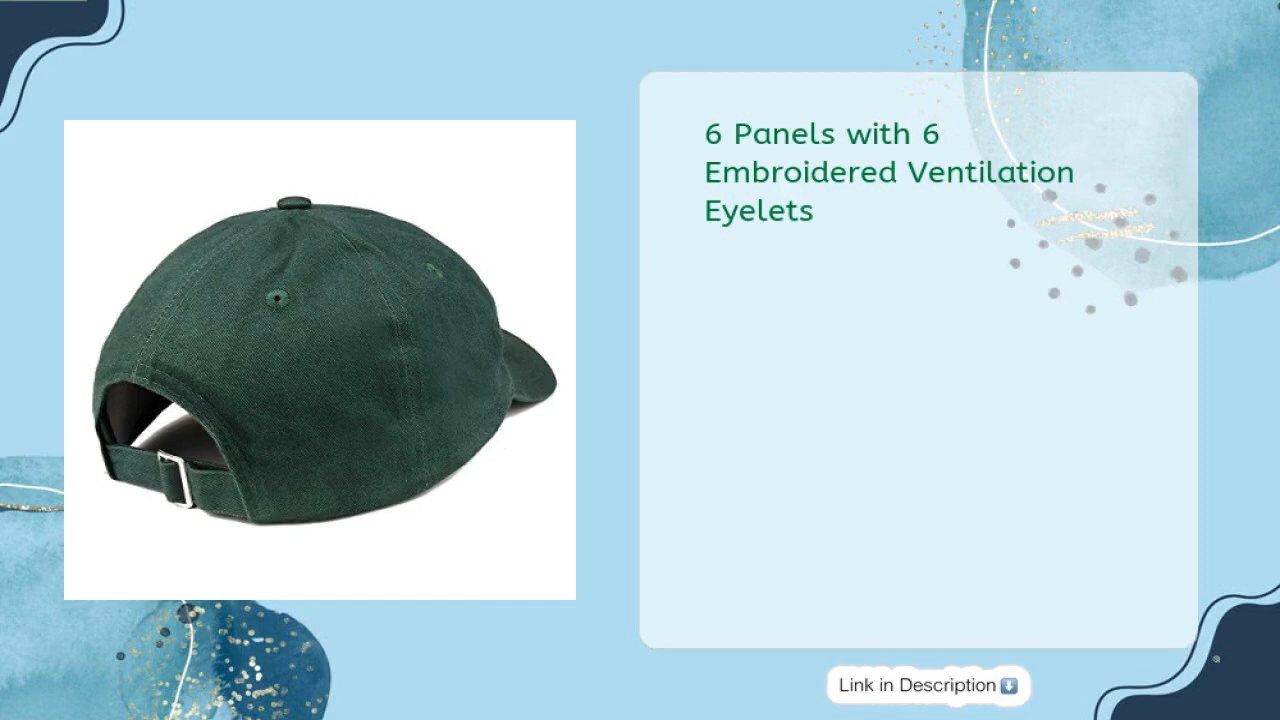 6 Panels with 6
Embroidered Ventilation
Eyelets
Link in Description⬇️